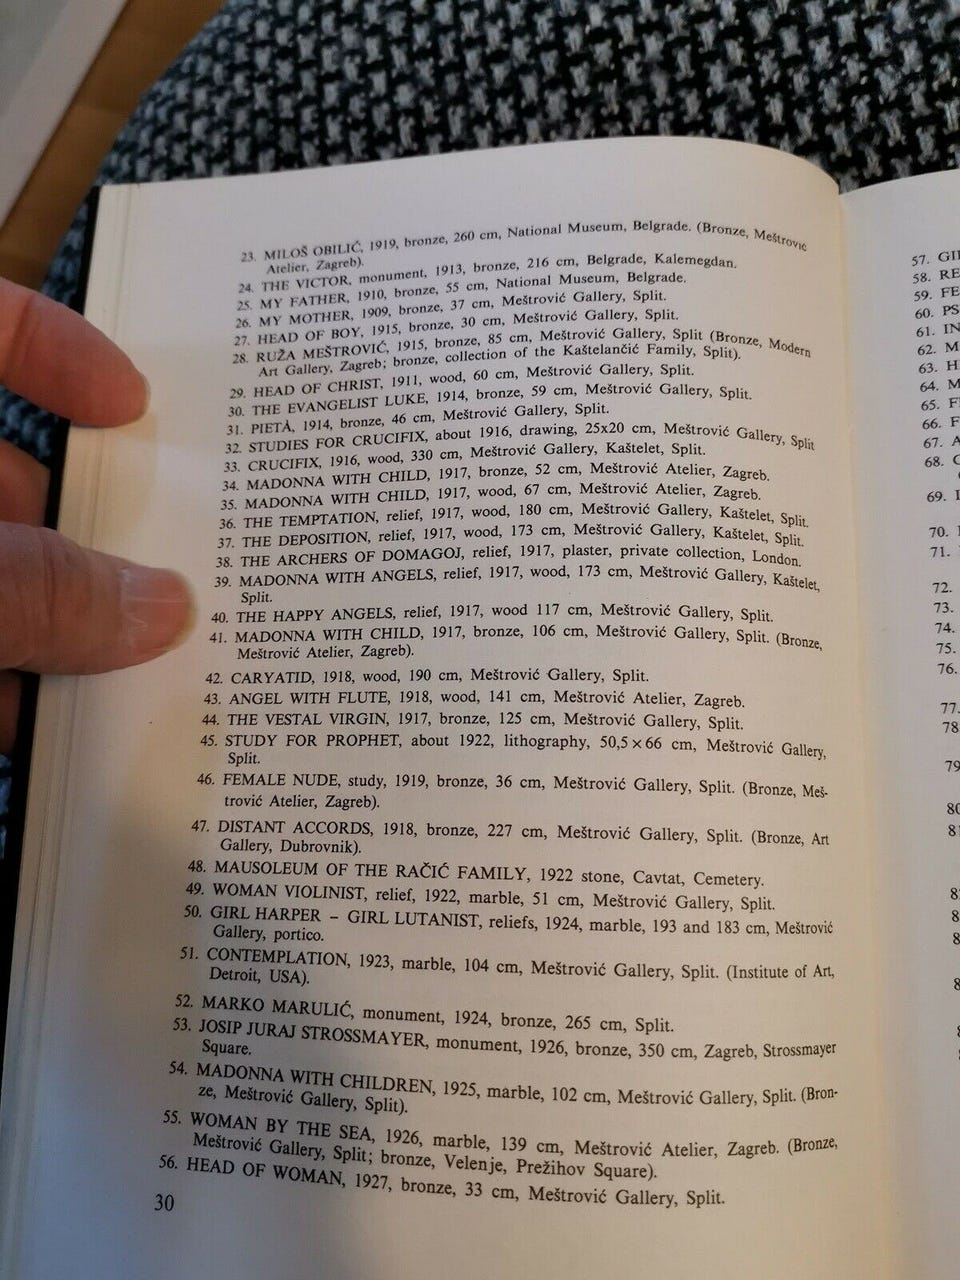 23. MILOŠ OBILIĆ, 1919, bronze, 260 cm, National Museum, Belgrade. (Bronze, Meštrović
Atelier, Zagreb).
24. THE VICTOR, monument, 1913, bronze, 216 cm, Belgrade, Kalemegdan.
25. MY FATHER, 1910, bronze, 55 cm, National Museum, Belgrade.
26. MY MOTHER, 1909, bronze, 37 cm, Meštrović Gallery, Split.
27. HEAD OF BOY, 1915, bronze, 30 cm, Meštrović Gallery, Split.
28. RUŽA MEŠTROVIĆ, 1915, bronze, 85 cm, Meštrović Gallery, Split (Bronze, Modern
Art Gallery, Zagreb; bronze, collection of the Kaštelančić Family, Split).
29. HEAD OF CHRIST, 1911, wood, 60 cm, Meštrović Gallery, Split.
30. THE EVANGELIST LUKE, 1914, bronze, 59 cm, Meštrović Gallery, Split.
31. PIETÀ, 1914, bronze, 46 cm, Meštrović Gallery, Split.
32. STUDIES FOR CRUCIFIX, about 1916, drawing, 25x20 cm, Meštrović Gallery, Split
33. CRUCIFIX, 1916, wood, 330 cm, Meštrović Gallery, Kaštelet, Split.
34. MADONNA WITH CHILD, 1917, bronze, 52 cm, Meštrović Atelier, Zagreb.
35. MADONNA WITH CHILD, 1917, wood, 67 cm, Meštrović Atelier, Zagreb.
36. THE TEMPTATION, relief, 1917, wood, 180 cm, Meštrović Gallery, Kaštelet, Split.
37. THE DEPOSITION, relief, 1917, wood, 173 cm, Meštrović Gallery, Kaštelet, Split.
38. THE ARCHERS OF DOMAGOJ, relief, 1917, plaster, private collection, London.
39. MADONNA WITH ANGELS, relief, 1917, wood, 173 cm, Meštrović Gallery, Kaštelet,
Split.
40. THE HAPPY ANGELS, relief, 1917, wood 117 cm, Meštrović Gallery, Split.
41. MADONNA WITH CHILD, 1917, bronze, 106 cm, Meštrović Gallery, Split. (Bronze,
Meštrović Atelier, Zagreb).
42. CARYATID, 1918, wood, 190 cm, Meštrović Gallery, Split.
43. ANGEL WITH FLUTE, 1918, wood, 141 cm, Meštrović Atelier, Zagreb.
44. THE VESTAL VIRGIN, 1917, bronze, 125 cm, Meštrović Gallery, Split.
45. STUDY FOR PROPHET, about 1922, lithography, 50,5×66 cm, Meštrović Gallery,
Split.
46. FEMALE NUDE, study, 1919, bronze, 36 cm, Meštrović Gallery, Split. (Bronze, Meš-
trović Atelier, Zagreb).
47. DISTANT ACCORDS, 1918, bronze, 227 cm, Meštrović Gallery, Split. (Bronze, Art
Gallery, Dubrovnik).
48. MAUSOLEUM OF THE RAČIĆ FAMILY, 1922 stone, Cavtat, Cemetery.
49. WOMAN VIOLINIST, relief, 1922, marble, 51 cm, Meštrović Gallery, Split.
50. GIRL HARPER – GIRL LUTANIST, reliefs, 1924, marble, 193 and 183 cm, Meštrović
Gallery, portico.
51. CONTEMPLATION, 1923, marble, 104 cm, Meštrović Gallery, Split. (Institute of Art,
Detroit, USA).
52. MARKO MARULIĆ, monument, 1924, bronze, 265 cm, Split.
53. JOSIP JURAJ STROSSMAYER, monument, 1926, bronze, 350 cm, Zagreb, Strossmayer
Square.
54. MADONNA WITH CHILDREN, 1925, marble, 102 cm, Meštrović Gallery, Split. (Bron-
ze, Meštrović Gallery, Split).
55. WOMAN BY THE SEA, 1926, marble, 139 cm, Meštrović Atelier, Zagreb. (Bronze,
Meštrović Gallery, Split; bronze, Velenje, Prežihov Square).
56. HEAD OF WOMAN, 1927, bronze, 33 cm, Meštrović Gallery, Split.
30
57.
58.
59.
60.
61.
62.
63.
64.
65.
66.
67.
68.
69.
70.
71.
72.
73.
74.
75.
76.
77.
78
79
80